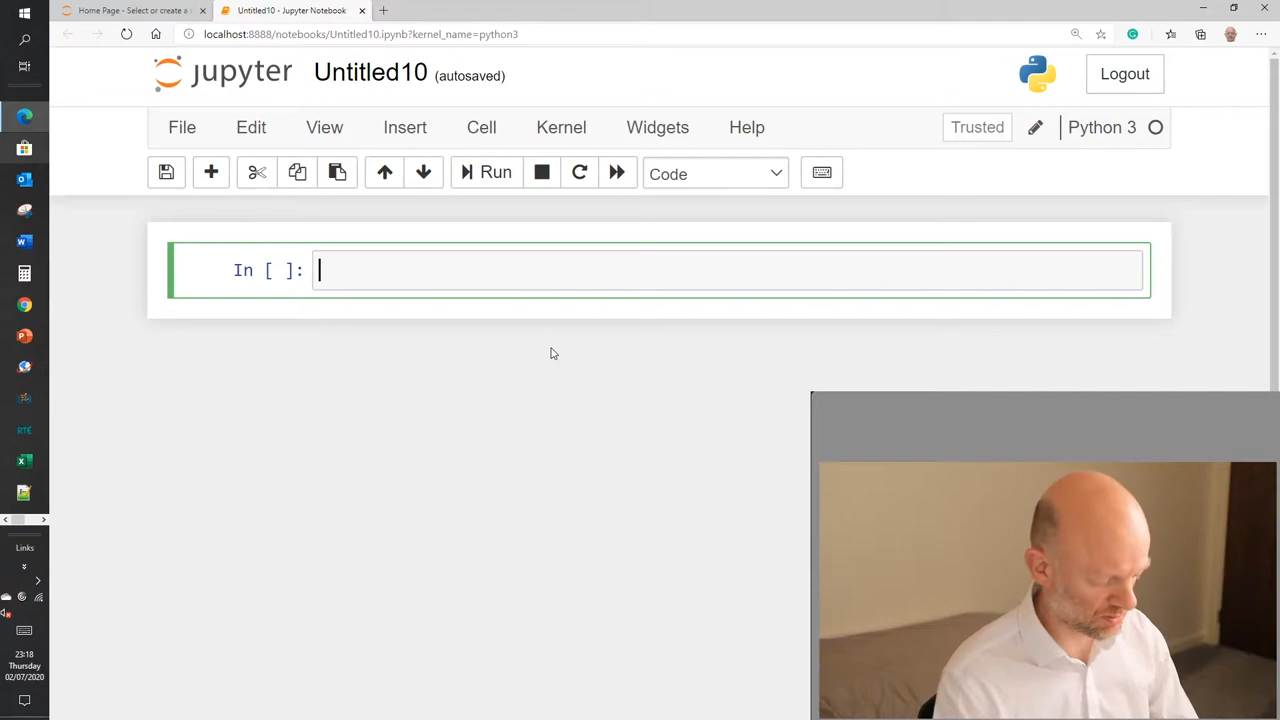 Home Page - Select or create a
Untitled10 - Jupyter Notebook
localhost:8888/notebooks/Untitled10.ipynb?kernel_name=python3
jupyter Untitled10 (autosaved)
Logout
File Edit View Insert Cell Kernel Widgets Help
Trusted
Python 3
Run
Code
In [ ]:
RTÉ
Links
23:18
Thursday
02/07/2020